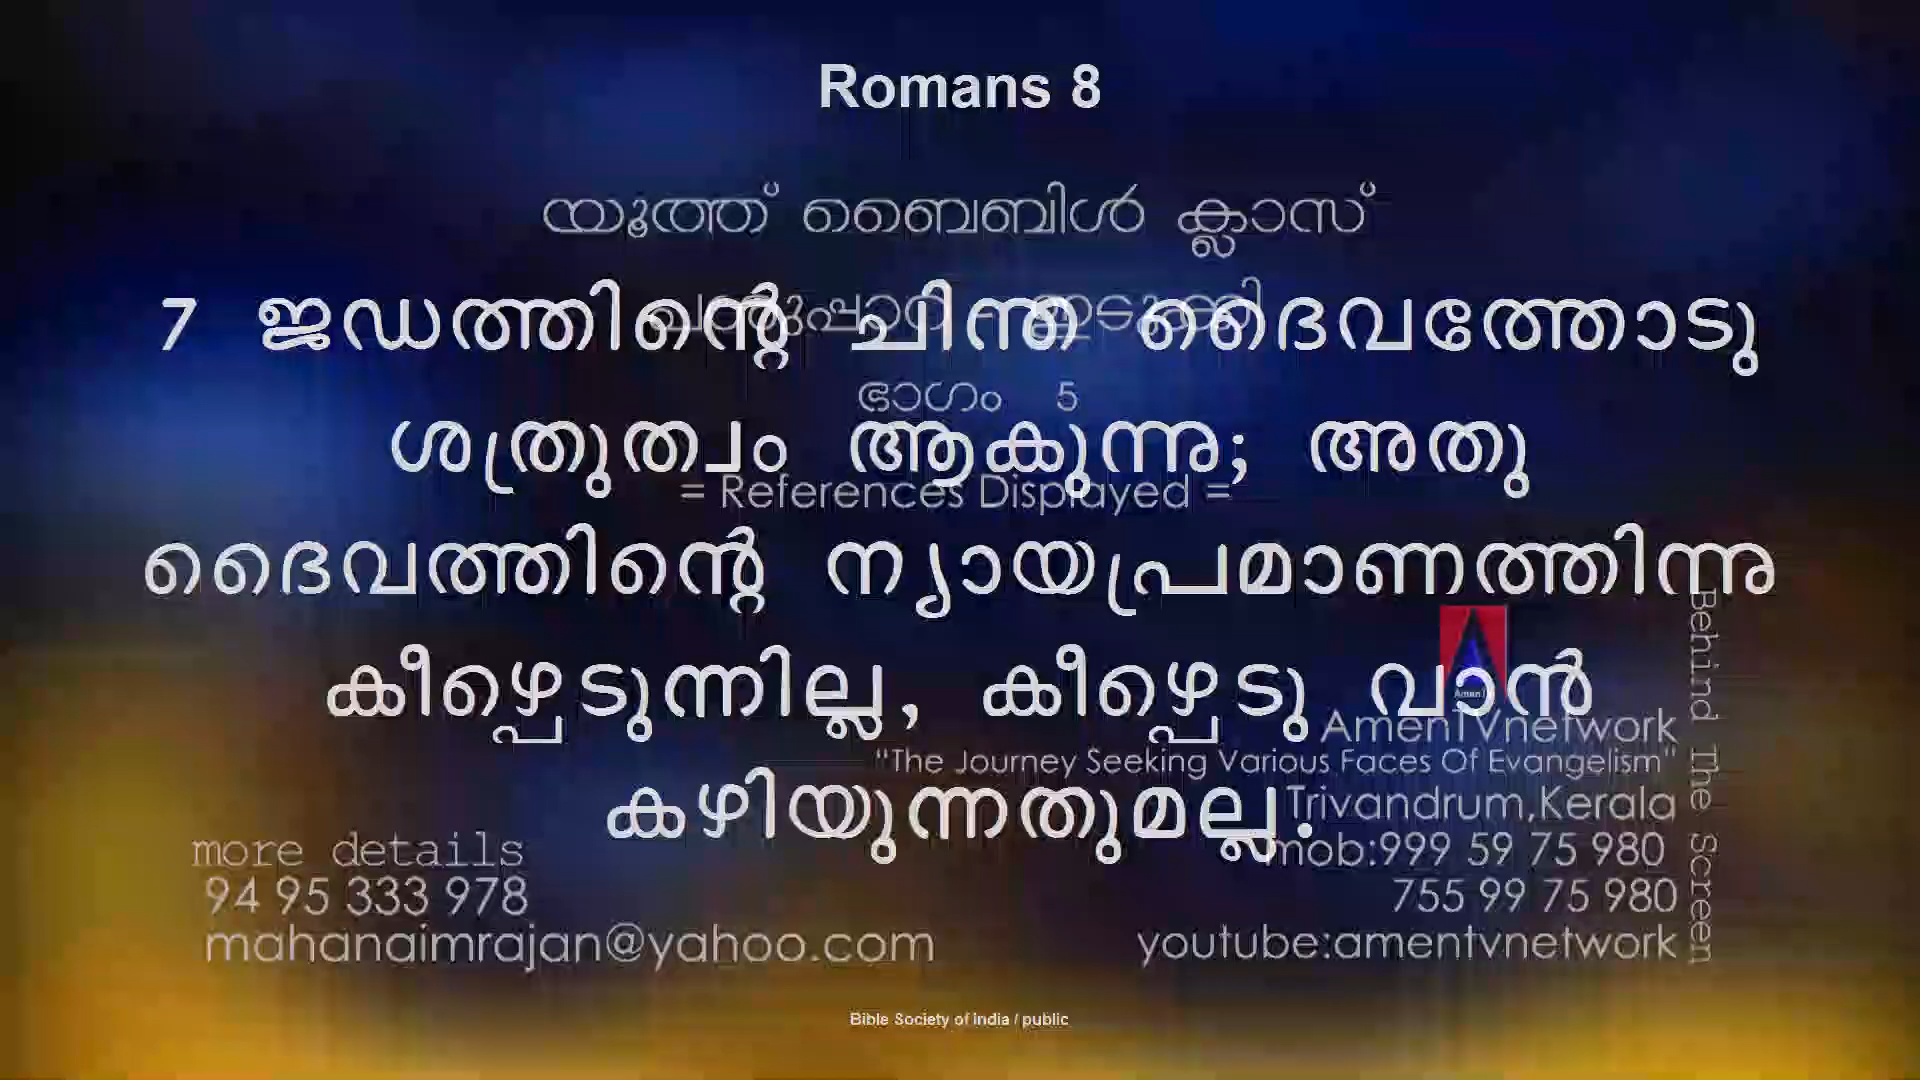 Romans 8
യൂത്ത് ബൈബിൾ ക്ലാസ്
7 ജഡത്തിന്റെ ചിന്ത ദൈവത്തോടു
ഭാഗം 5
ശത്രുത്വം ആകുന്നു; അതു
= References Displayed =
ദൈവത്തിന്റെ ന്യായപ്രമാണത്തിന്നു
കീഴ്പെടുന്നില്ല, കീഴ്പെടു വാൻ
AmenTVnetwork
"The Journey Seeking Various Faces Of Evangelism"
കഴിയുന്നതുമല്ല.
Trivandrum,Kerala
mob:999 59 75 980
755 99 75 980
youtube:amentvnetwork
Behind The Screen
more details
94 95 333 978
mahanaimrajan@yahoo.com
Bible Society of India / public